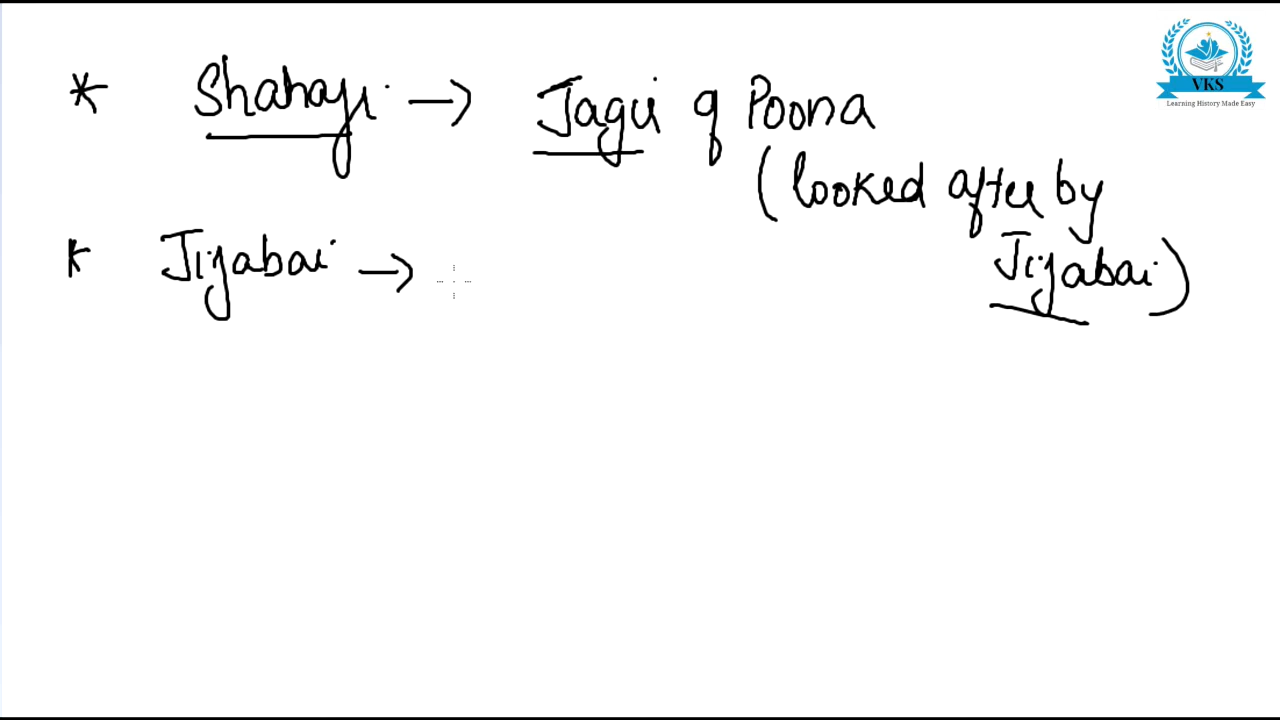 * Shahaji → Jagir of Poona
(looked after by
Jijabai)
* Jijabai →
VKS
Learning History Made Easy